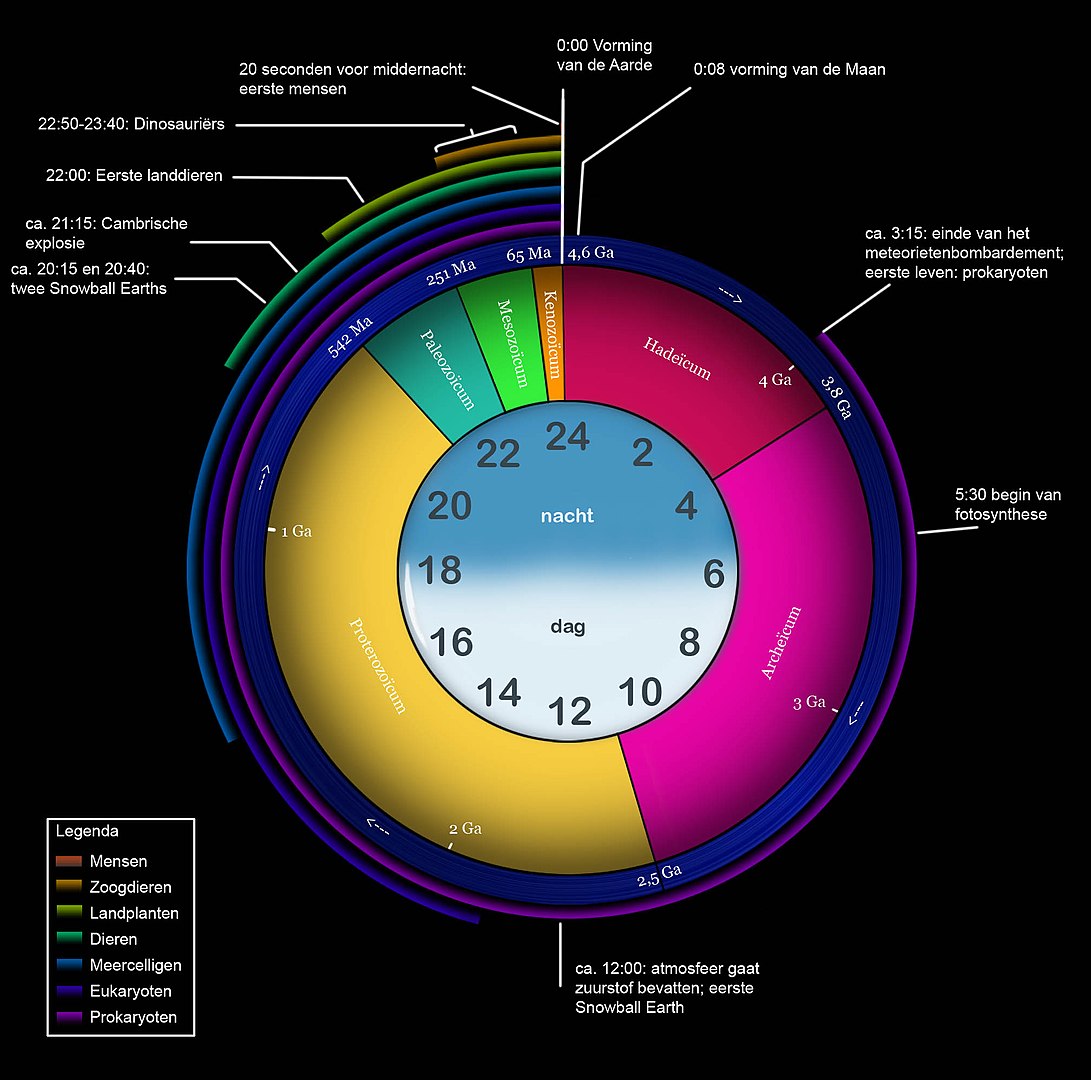 0:00 Vorming
van de Aarde
20 seconden voor middernacht:
eerste mensen
0:08 vorming van de Maan
22:50-23:40: Dinosauriërs
22:00: Eerste landdieren
ca. 21:15: Cambrische
explosie
ca. 20:15 en 20:40:
twee Snowball Earths
ca. 3:15: einde van het
meteorietenbombardement;
eerste leven: prokaryoten
5:30 begin van
fotosynthese
ca. 12:00: atmosfeer gaat
zuurstof bevatten; eerste
Snowball Earth
4,6 Ga
4 Ga
3,8 Ga
3 Ga
2,5 Ga
2 Ga
1 Ga
542 Ma
251 Ma
65 Ma
Hadeïcum
Archeïcum
Proterozoïcum
Paleozoïcum
Mesozoïcum
Kenozoïcum
--->
--->
--->
--->
24
2
4
6
8
10
12
14
16
18
20
22
nacht
dag
Legenda
Mensen
Zoogdieren
Landplanten
Dieren
Meercelligen
Eukaryoten
Prokaryoten